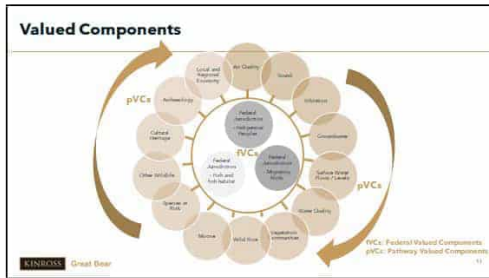 Valued Components
Local and
Regional
Economy
Air Quality
Sound
Vibration
Groundwater
Surface Water
Flows / Levels
Water Quality
Vegetation
communities
Wild Rice
Moose
Species at
Risk
Other Wildlife
Cultural
Heritage
Archaeology
pVCs
pVCs
Federal
Jurisdiction
- Indigenous
Peoples
fVCs
Federal
Jurisdiction
- Fish and
Fish habitat
Federal
Jurisdiction
- Migratory
Birds
fVCs: Federal Valued Components
pVCs: Pathway Valued Components
KINROSS
Great Bear